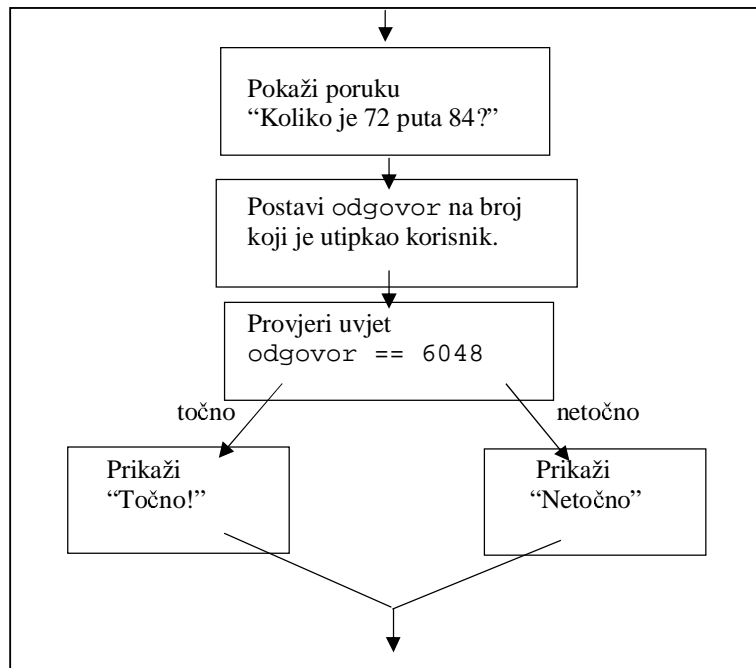 Pokaži poruku
“Koliko je 72 puta 84?”
Postavi odgovor na broj
koji je utipkao korisnik.
Provjeri uvjet
odgovor == 6048
točno
netočno
Prikaži
“Točno!”
Prikaži
“Netočno”